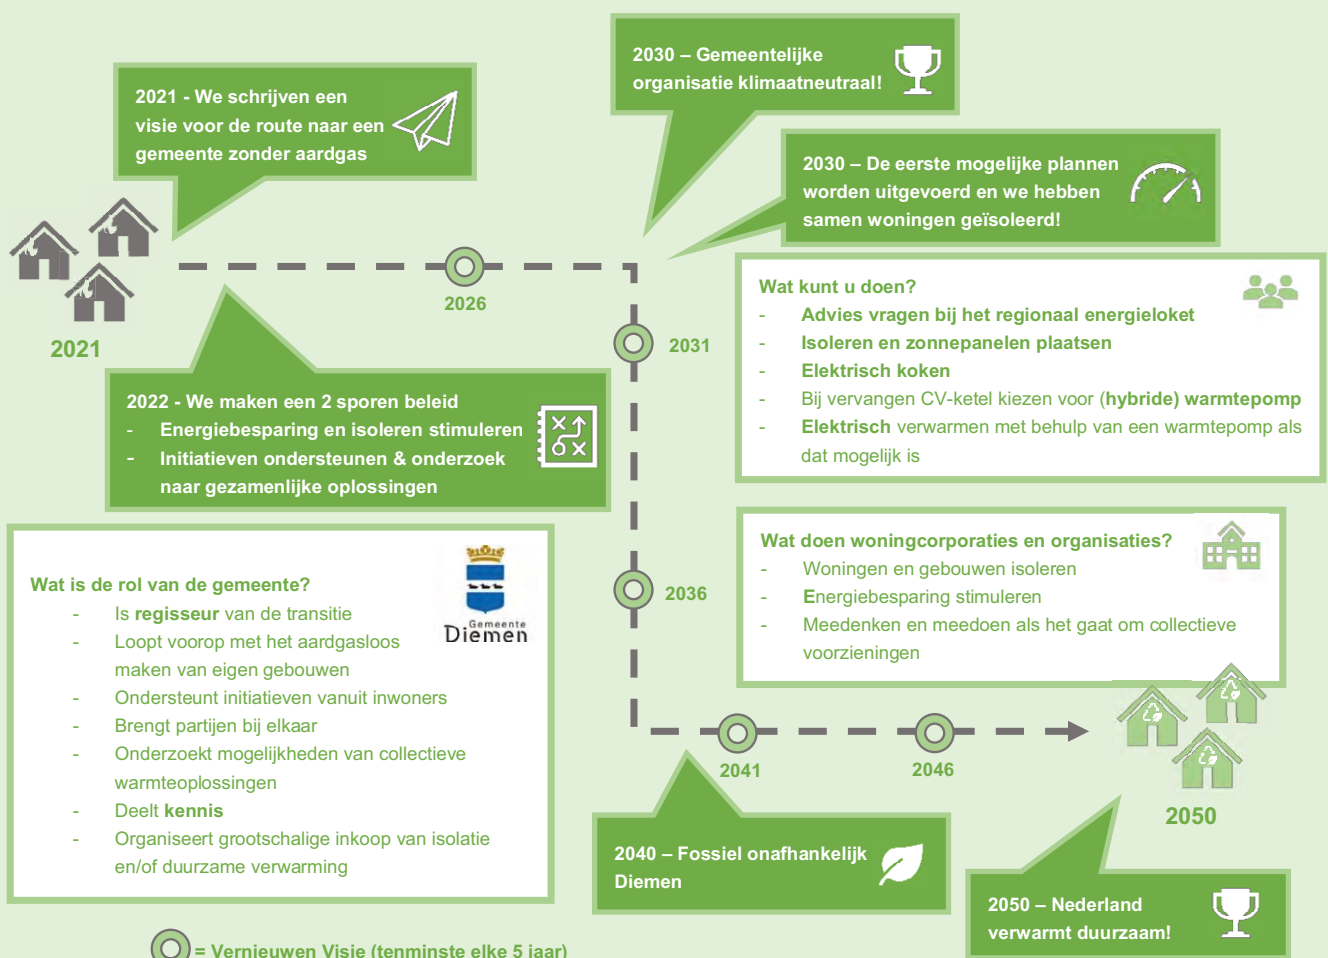 2021 - We schrijven een
visie voor de route naar een
gemeente zonder aardgas
2030 – Gemeentelijke
organisatie klimaatneutraal!
2030 – De eerste mogelijke plannen
worden uitgevoerd en we hebben
samen woningen geïsoleerd!
2021
2026
2031
2022 - We maken een 2 sporen beleid
- Energiebesparing en isoleren stimuleren
- Initiatieven ondersteunen & onderzoek
naar gezamenlijke oplossingen
Wat kunt u doen?
- Advies vragen bij het regionaal energieloket
- Isoleren en zonnepanelen plaatsen
- Elektrisch koken
- Bij vervangen CV-ketel kiezen voor (hybride) warmtepomp
- Elektrisch verwarmen met behulp van een warmtepomp als
dat mogelijk is
Wat is de rol van de gemeente?
- Is regisseur van de transitie
- Loopt voorop met het aardgasloos
maken van eigen gebouwen
- Ondersteunt initiatieven vanuit inwoners
- Brengt partijen bij elkaar
- Onderzoekt mogelijkheden van collectieve
warmteoplossingen
- Deelt kennis
- Organiseert grootschalige inkoop van isolatie
en/of duurzame verwarming
Gemeente
Diemen
2036
Wat doen woningcorporaties en organisaties?
- Woningen en gebouwen isoleren
- Energiebesparing stimuleren
- Meedenken en meedoen als het gaat om collectieve
voorzieningen
2041
2046
2050
2040 – Fossiel onafhankelijk
Diemen
2050 – Nederland
verwarmt duurzaam!
= Vernieuwen Visie (tenminste elke 5 jaar)